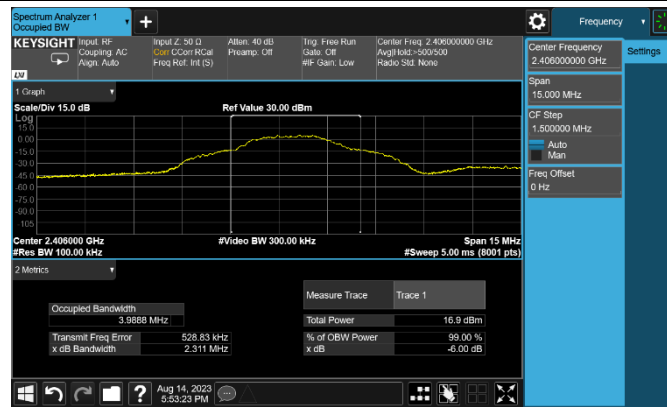 Spectrum Analyzer 1
Occupied BW
Frequency
KEYSIGHT
Input: RF
Coupling: AC
Align: Auto
Input Z: 50 Ω
Corr CCorr RCal
Freq Ref: Int (S)
Atten: 40 dB
Preamp: Off
Trig: Free Run
Gate: Off
#IF Gain: Low
Center Freq: 2.406000000 GHz
Avg|Hold:>500/500
Radio Std: None
LXI
Center Frequency
2.406000000 GHz
Settings
Span
15.000 MHz
CF Step
1.500000 MHz
Auto
Man
Freq Offset
0 Hz
1 Graph
Scale/Div 15.0 dB
Ref Value 30.00 dBm
Log
15.0
0.00
-15.0
-30.0
-45.0
-60.0
-75.0
-90.0
-105
Center 2.406000 GHz
#Video BW 300.00 kHz
Span 15 MHz
#Res BW 100.00 kHz
#Sweep 5.00 ms (8001 pts)
2 Metrics
Measure Trace
Trace 1
Occupied Bandwidth
3.9888 MHz
Total Power
16.9 dBm
Transmit Freq Error
528.83 kHz
% of OBW Power
99.00 %
x dB Bandwidth
2.311 MHz
x dB
-6.00 dB
?
Aug 14, 2023
5:53:23 PM